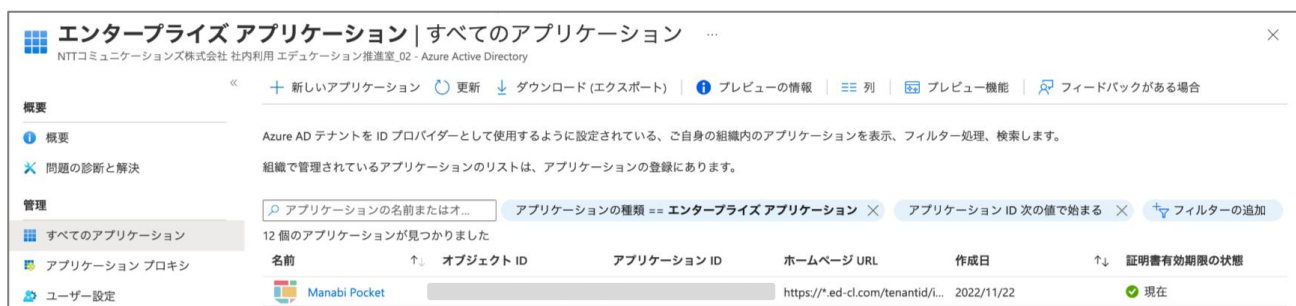 エンタープライズ アプリケーション | すべてのアプリケーション …
NTTコミュニケーションズ株式会社 社内利用 エデュケーション推進室_02 - Azure Active Directory
新しいアプリケーション 更新 ダウンロード (エクスポート) プレビューの情報 列 プレビュー機能 フィードバックがある場合
概要
概要
問題の診断と解決
管理
すべてのアプリケーション
アプリケーション プロキシ
ユーザー設定
Azure AD テナントを ID プロバイダーとして使用するように設定されている、ご自身の組織内のアプリケーションを表示、フィルター処理、検索します。
組織で管理されているアプリケーションのリストは、アプリケーションの登録にあります。
アプリケーションの名前またはオ... アプリケーションの種類 == エンタープライズ アプリケーション アプリケーション ID 次の値で始まる フィルターの追加
12 個のアプリケーションが見つかりました
名前 オブジェクト ID アプリケーション ID ホームページ URL 作成日 証明書有効期限の状態
Manabi Pocket https://*.ed-cl.com/tenantid/i... 2022/11/22 現在